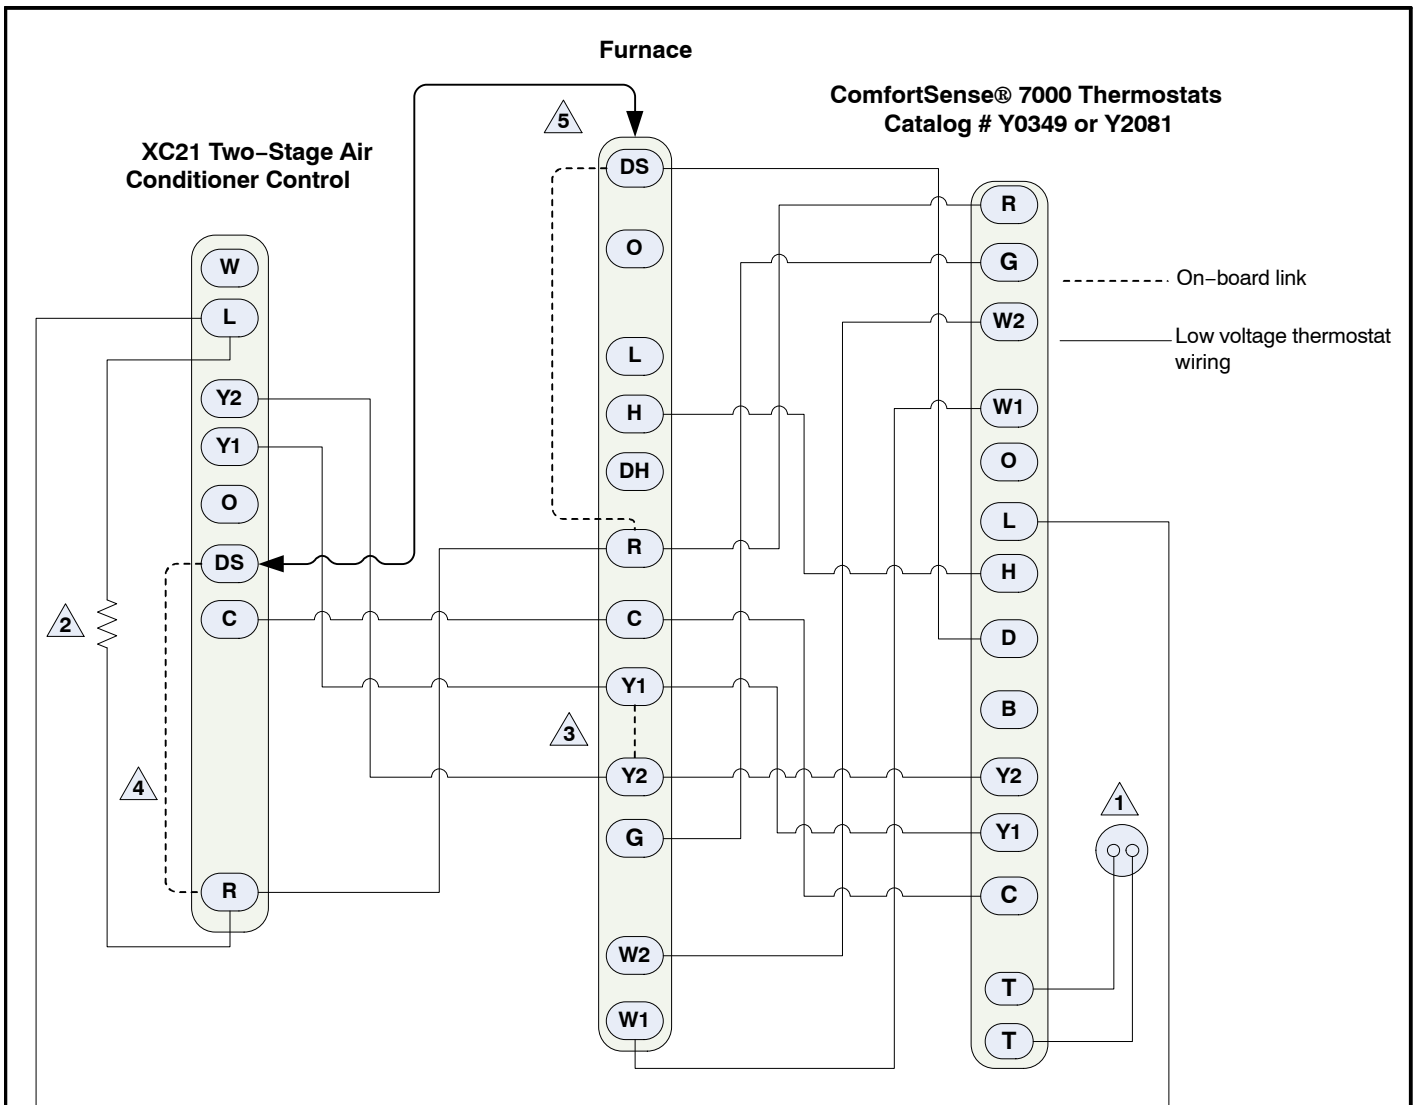 Furnace
ComfortSense® 7000 Thermostats
Catalog # Y0349 or Y2081
XC21 Two−Stage Air
Conditioner Control
W
L
Y2
Y1
O
DS
C
R
2
4
5
DS
O
L
H
DH
R
C
Y1
3
Y2
G
W2
W1
R
G
W2
W1
O
L
H
D
B
Y2
Y1
C
T
T
On−board link
Low voltage thermostat
wiring
1